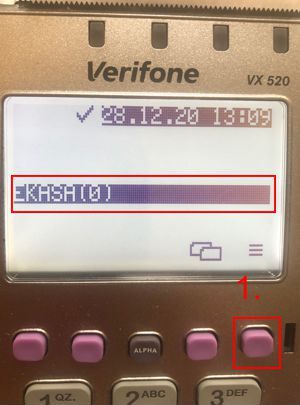 Verifone
VX 520
28.12.20 13:09
EKASA(0)
1.
ALPHA
1 QZ.
2 ABC
3 DEF